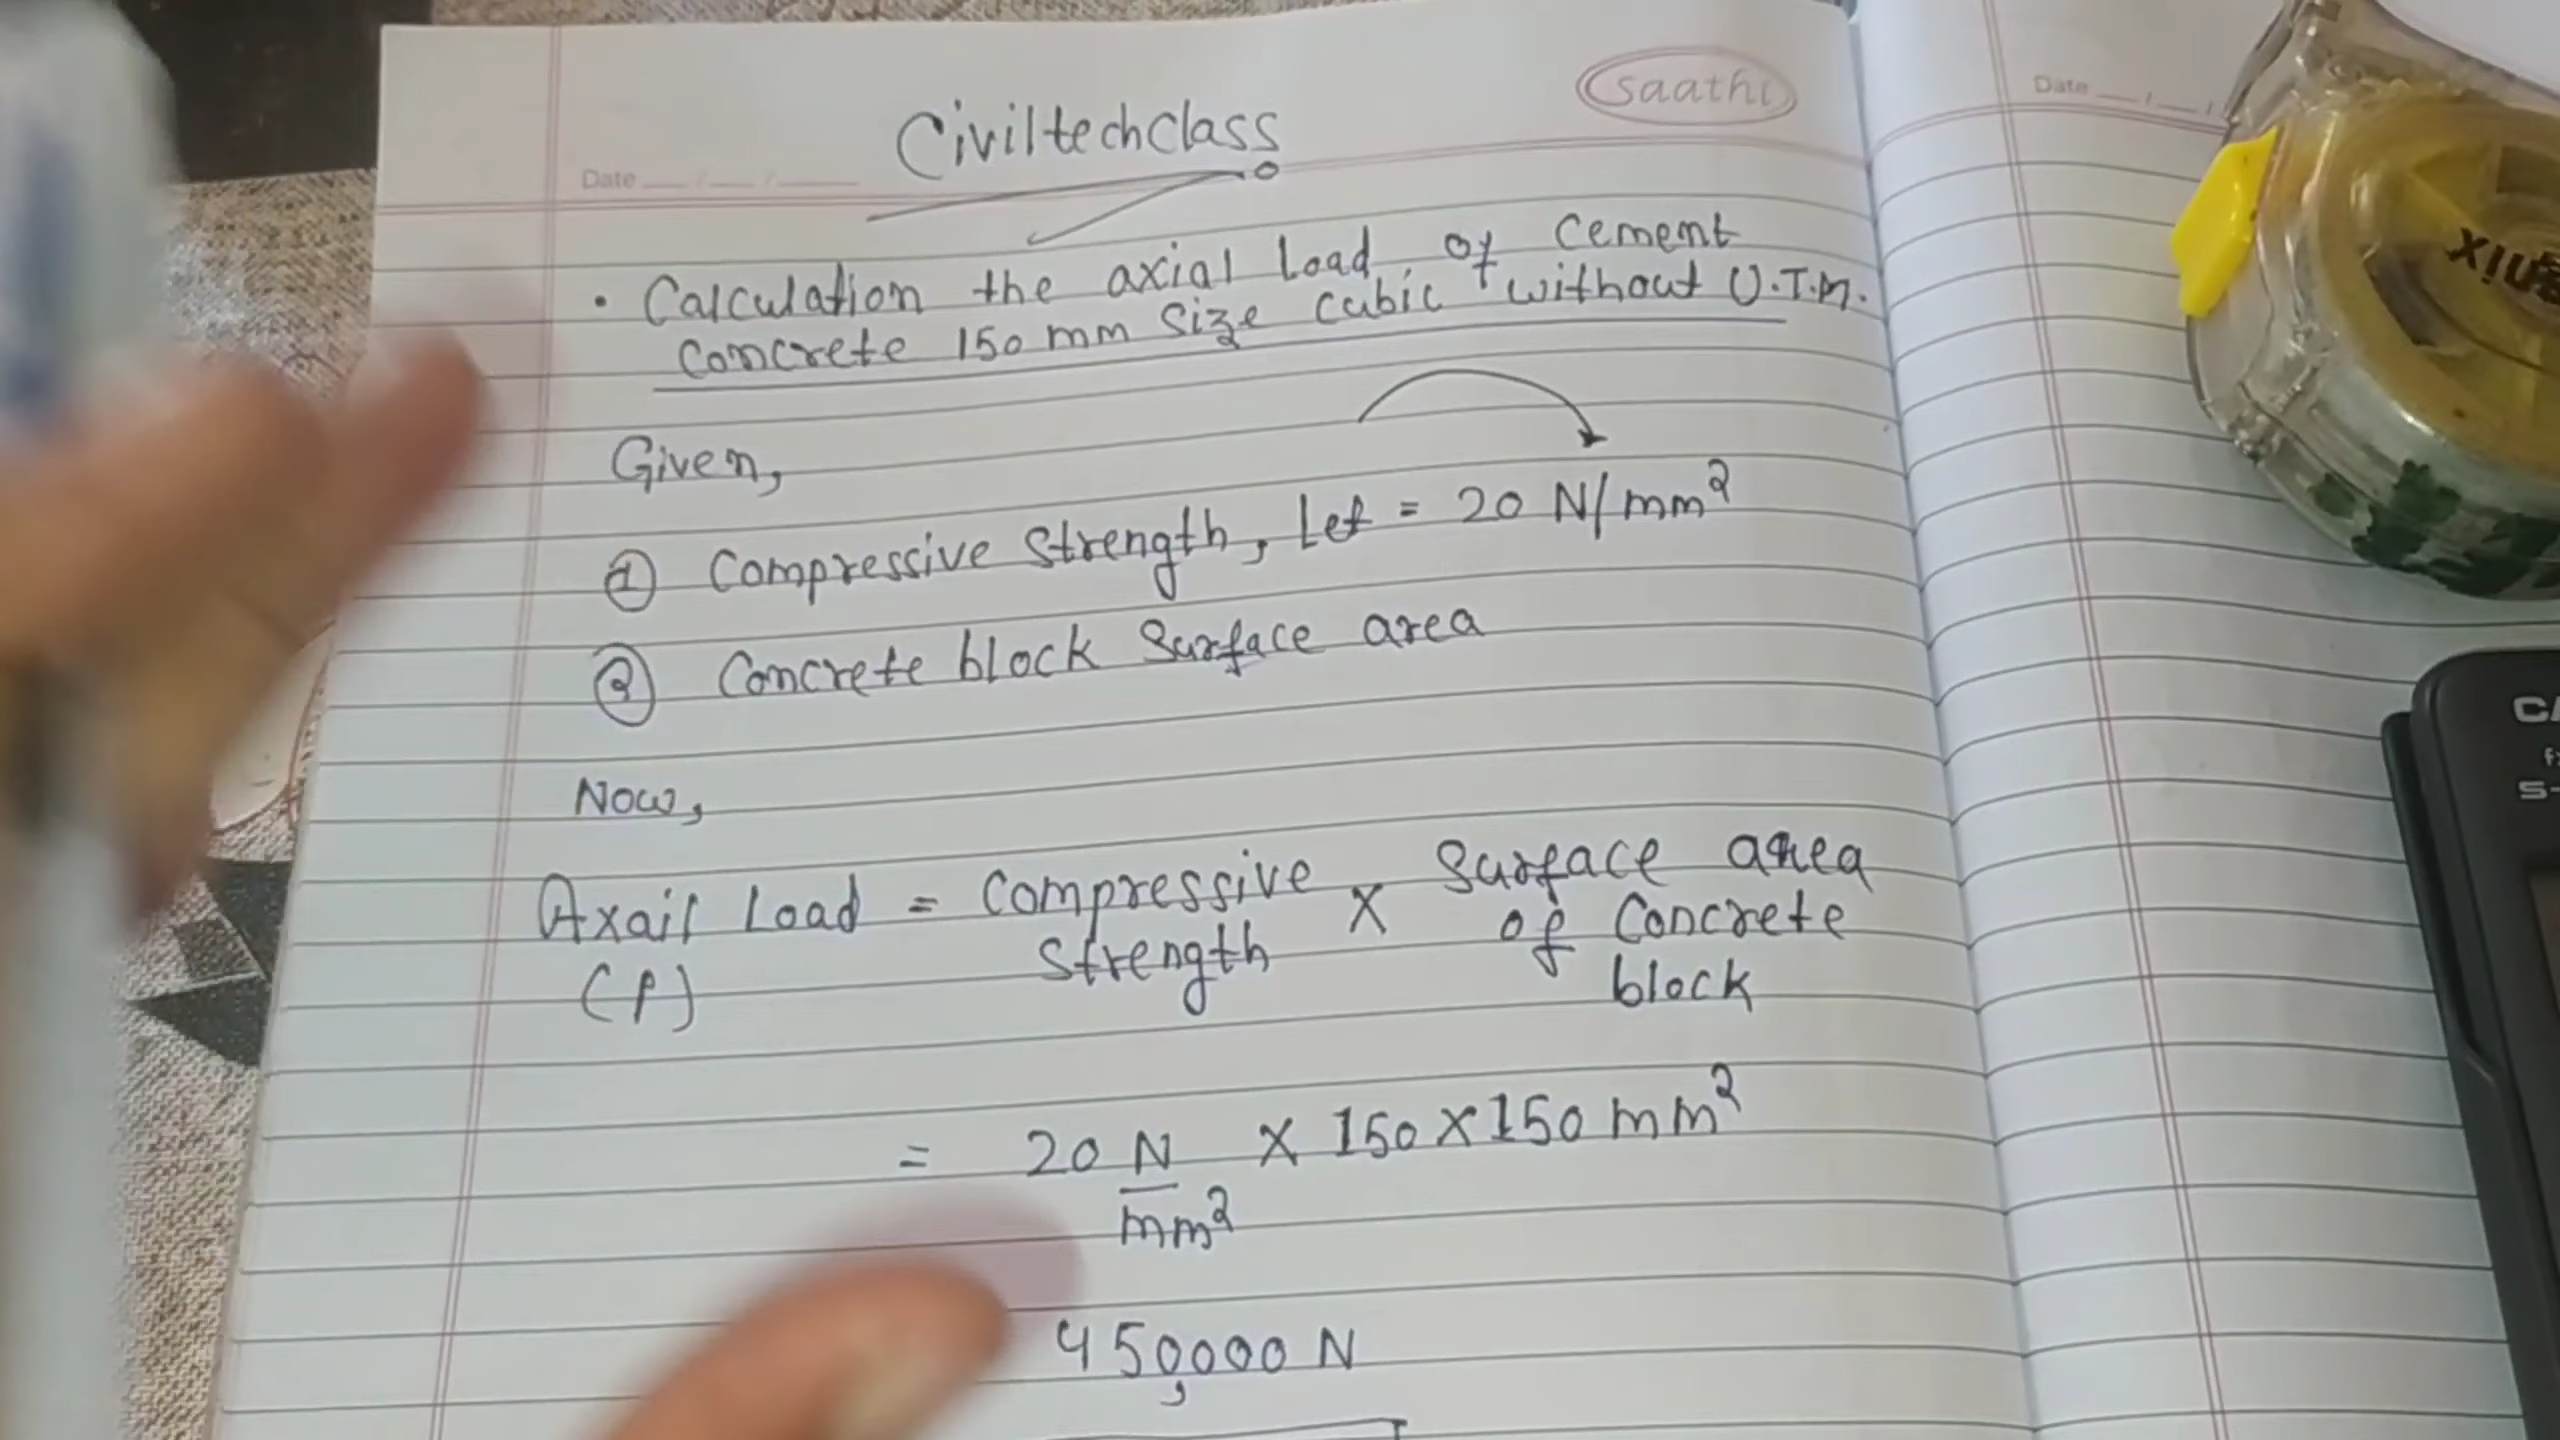 Civiltechclass
saathi
Date
Date
• Calculation the axial Load of Cement
Concrete 150 mm Size Cubic without U.T.M.
Given,
① Compressive Strength, Let = 20 N/mm²
② Concrete block Surface area
Now,
Axail Load = Compressive Strength X Surface area of Concrete block
(P)
= 20 N/mm² X 150 X 150 mm²
450,000 N
CA
S-